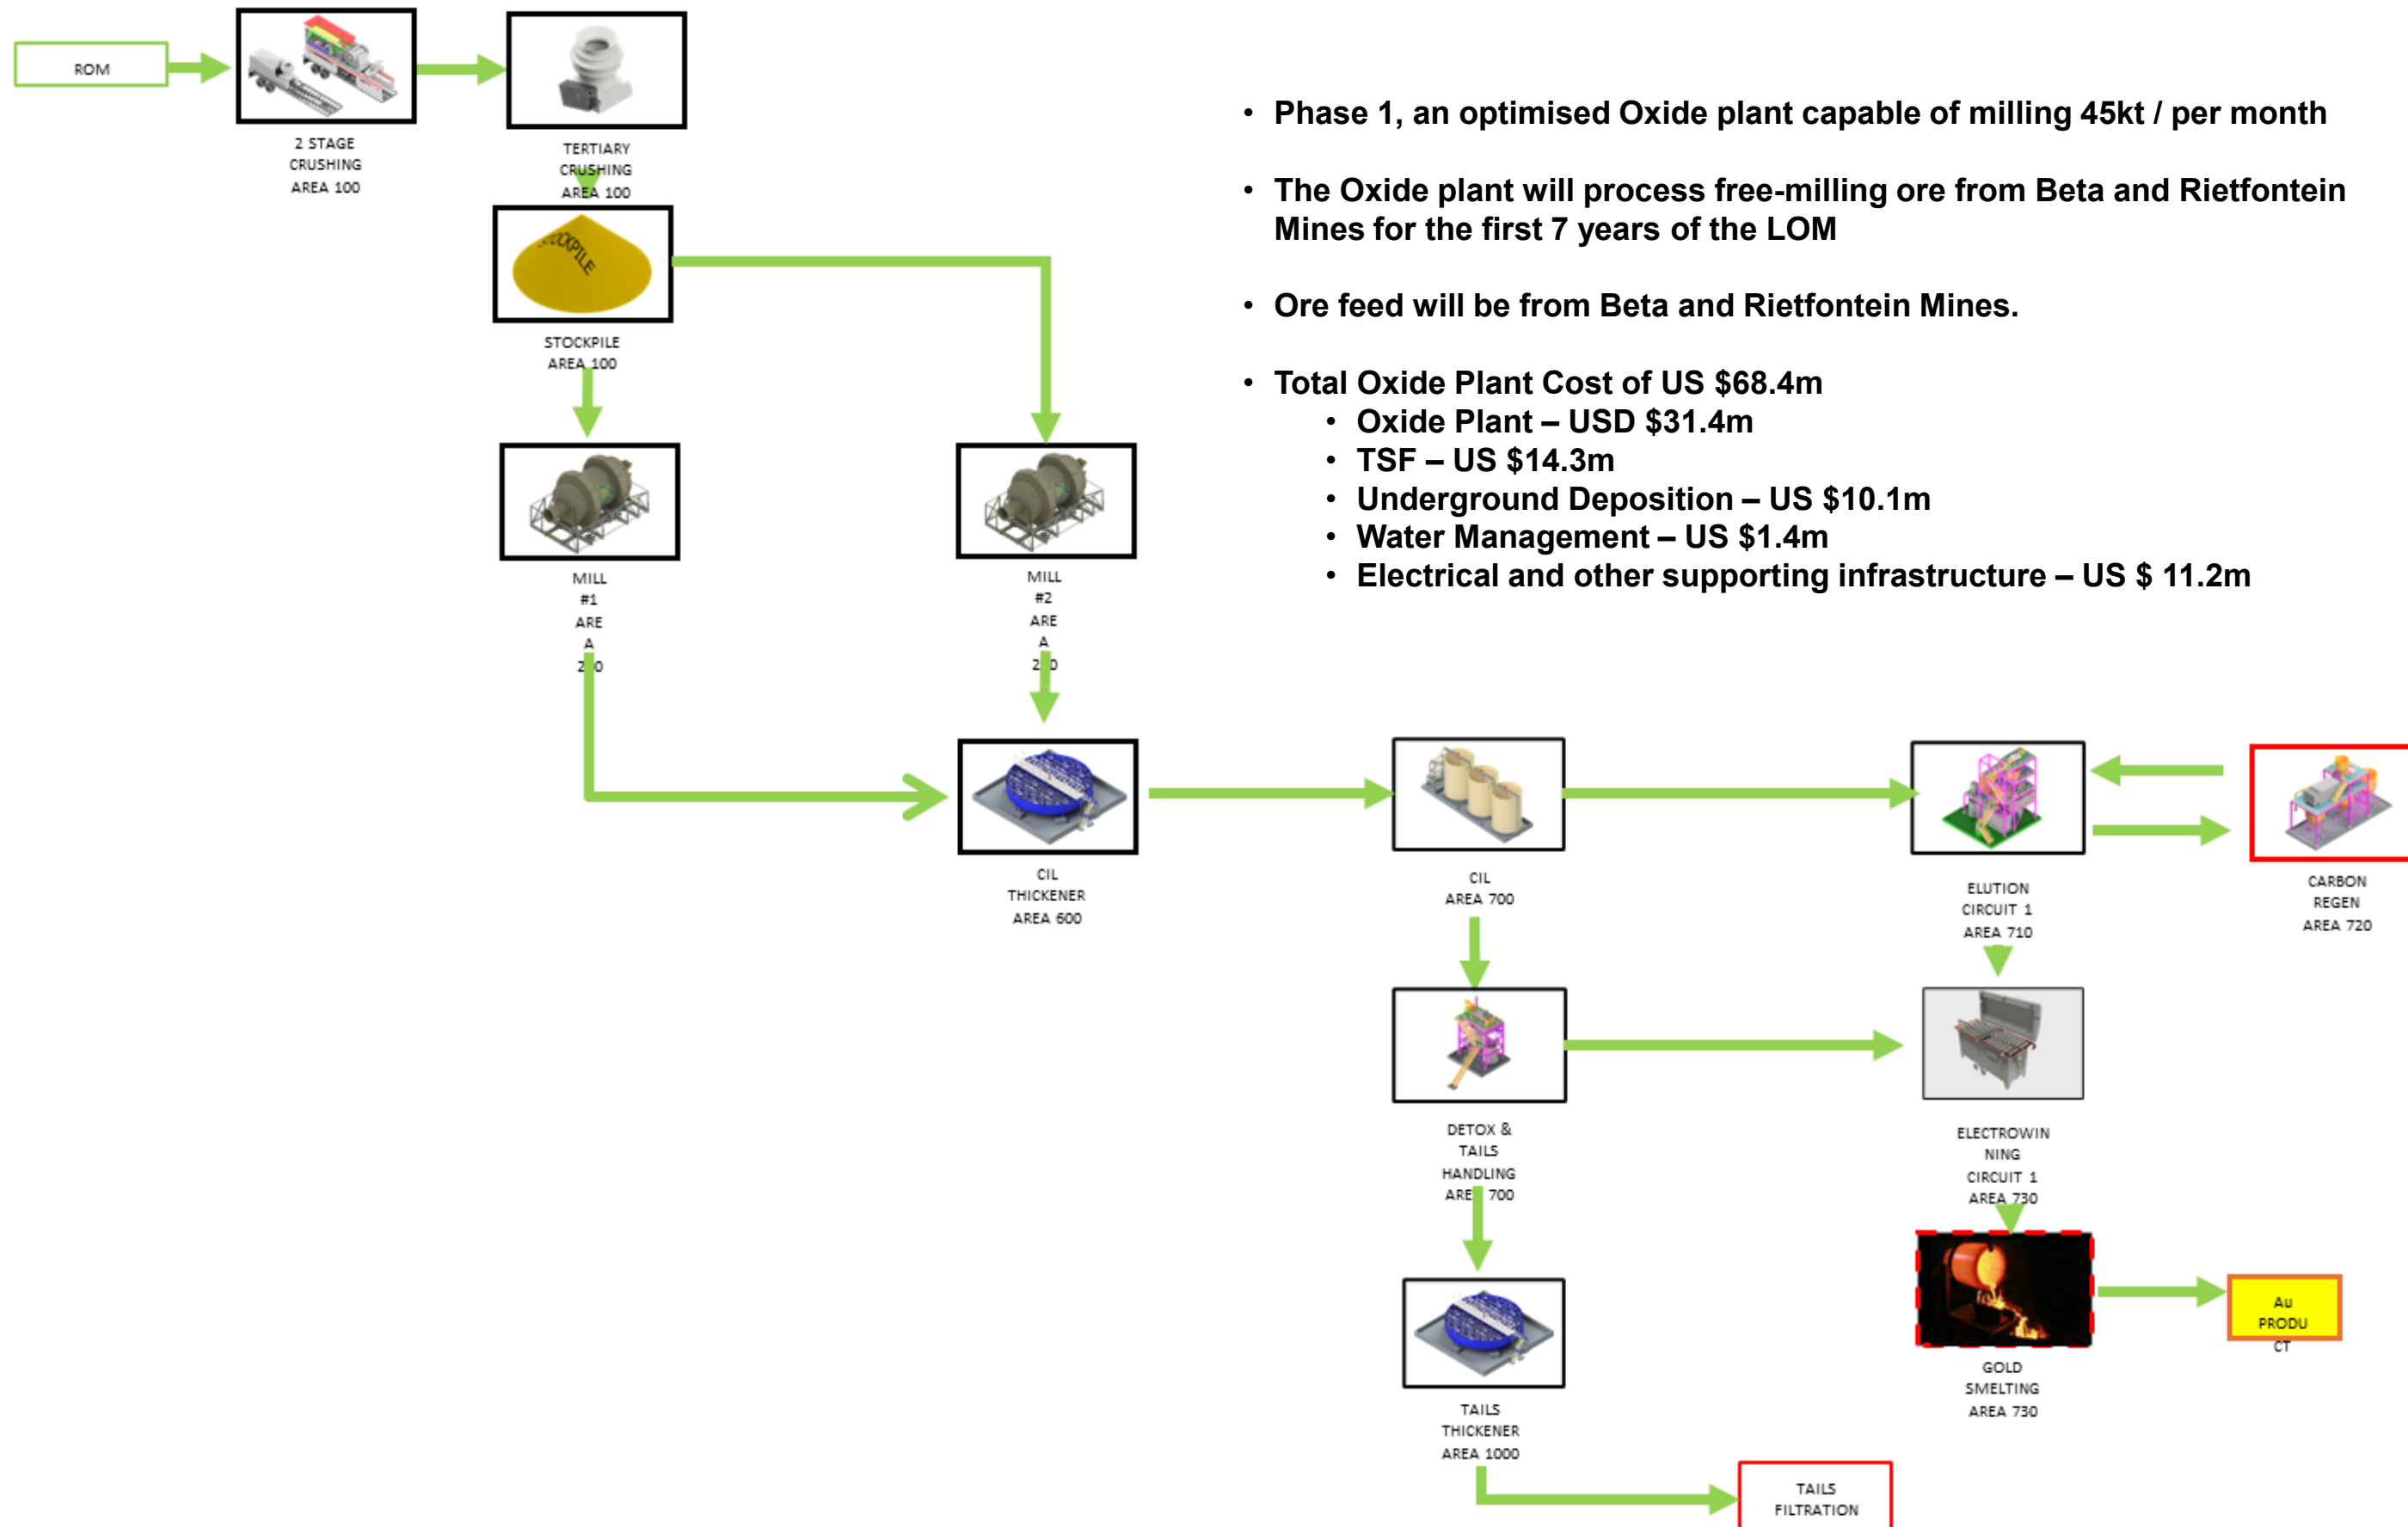 ROM
2 STAGE
CRUSHING
AREA 100
TERTIARY
CRUSHING
AREA 100
STOCKPILE
STOCKPILE
AREA 100
MILL
#1
ARE
A
200
MILL
#2
ARE
A
200
• Phase 1, an optimised Oxide plant capable of milling 45kt / per month
• The Oxide plant will process free-milling ore from Beta and Rietfontein
Mines for the first 7 years of the LOM
• Ore feed will be from Beta and Rietfontein Mines.
• Total Oxide Plant Cost of US $68.4m
• Oxide Plant – USD $31.4m
• TSF – US $14.3m
• Underground Deposition – US $10.1m
• Water Management – US $1.4m
• Electrical and other supporting infrastructure – US $ 11.2m
CIL
THICKENER
AREA 600
CIL
AREA 700
ELUTION
CIRCUIT 1
AREA 710
CARBON
REGEN
AREA 720
DETOX &
TAILS
HANDLING
AREA 700
ELECTROWIN
NING
CIRCUIT 1
AREA 730
TAILS
THICKENER
AREA 1000
GOLD
SMELTING
AREA 730
Au
PRODU
CT
TAILS
FILTRATION